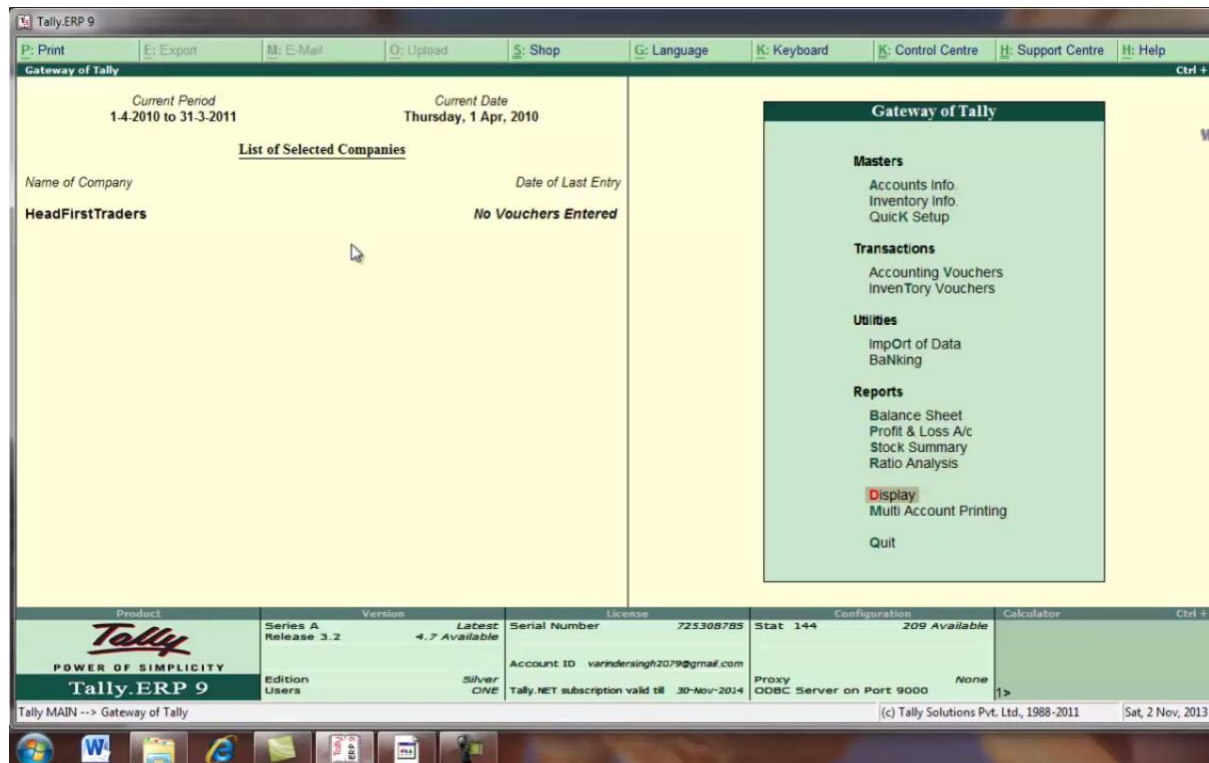 Tally.ERP 9
P: Print E: Export M: E-Mail O: Upload S: Shop G: Language K: Keyboard K: Control Centre H: Support Centre H: Help
Gateway of Tally Ctrl +
Current Period Current Date
1-4-2010 to 31-3-2011 Thursday, 1 Apr, 2010
List of Selected Companies
Name of Company Date of Last Entry
HeadFirstTraders No Vouchers Entered
Gateway of Tally
Masters
Accounts Info.
Inventory Info.
QuicK Setup
Transactions
Accounting Vouchers
InvenTory Vouchers
Utilities
ImpOrt of Data
BaNking
Reports
Balance Sheet
Profit & Loss A/c
Stock Summary
Ratio Analysis
Display
Multi Account Printing
Quit
Product Version License Configuration Calculator Ctrl +
Tally
POWER OF SIMPLICITY
Tally.ERP 9
Series A Latest
Release 3.2 4.7 Available
Edition Silver
Users ONE
Serial Number 725308785
Account ID varindersingh2079@gmail.com
Tally.NET subscription valid till 30-Nov-2014
Stat 144 209 Available
Proxy None
ODBC Server on Port 9000
1>
Tally MAIN --> Gateway of Tally (c) Tally Solutions Pvt. Ltd., 1988-2011 Sat, 2 Nov, 2013